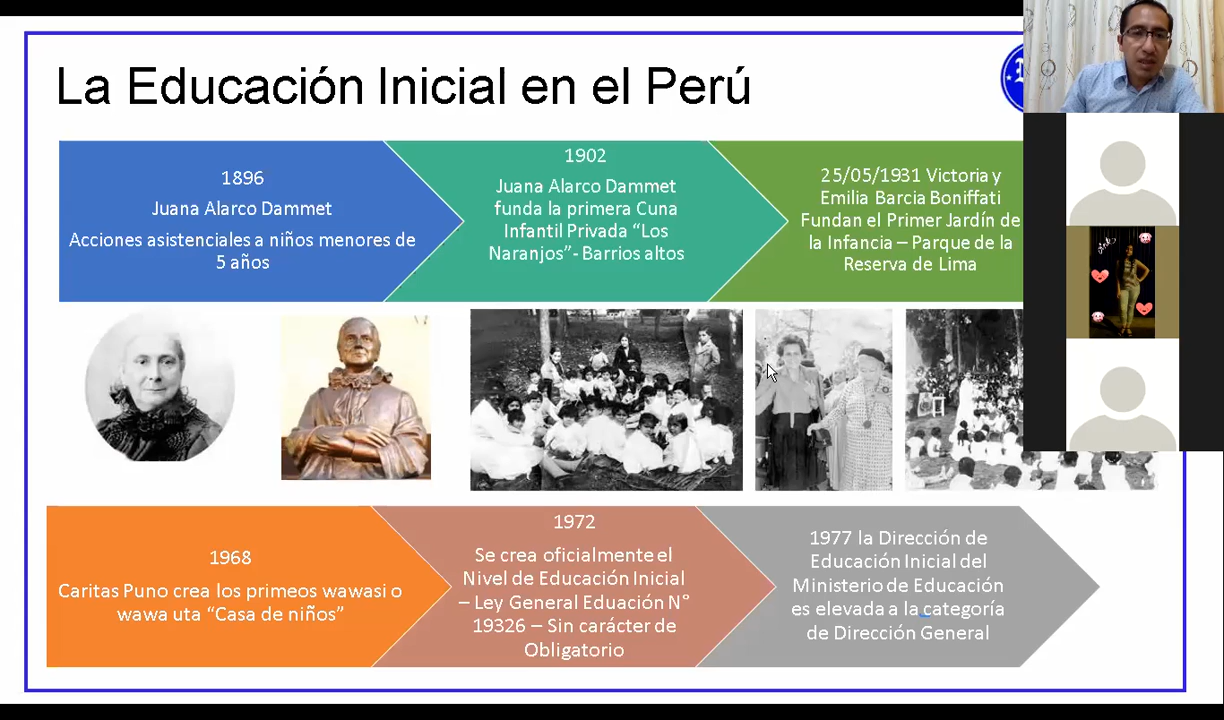 La Educación Inicial en el Perú
1896
Juana Alarco Dammet
Acciones asistenciales a niños menores de
5 años
1902
Juana Alarco Dammet
funda la primera Cuna
Infantil Privada “Los
Naranjos”- Barrios altos
25/05/1931 Victoria y
Emilia Barcia Boniffati
Fundan el Primer Jardín de
la Infancia – Parque de la
Reserva de Lima
1968
Caritas Puno crea los primeos wawasi o
wawa uta “Casa de niños”
1972
Se crea oficialmente el
Nivel de Educación Inicial
– Ley General Eduación N°
19326 – Sin carácter de
Obligatorio
1977 la Dirección de
Educación Inicial del
Ministerio de Educación
es elevada a la categoría
de Dirección General